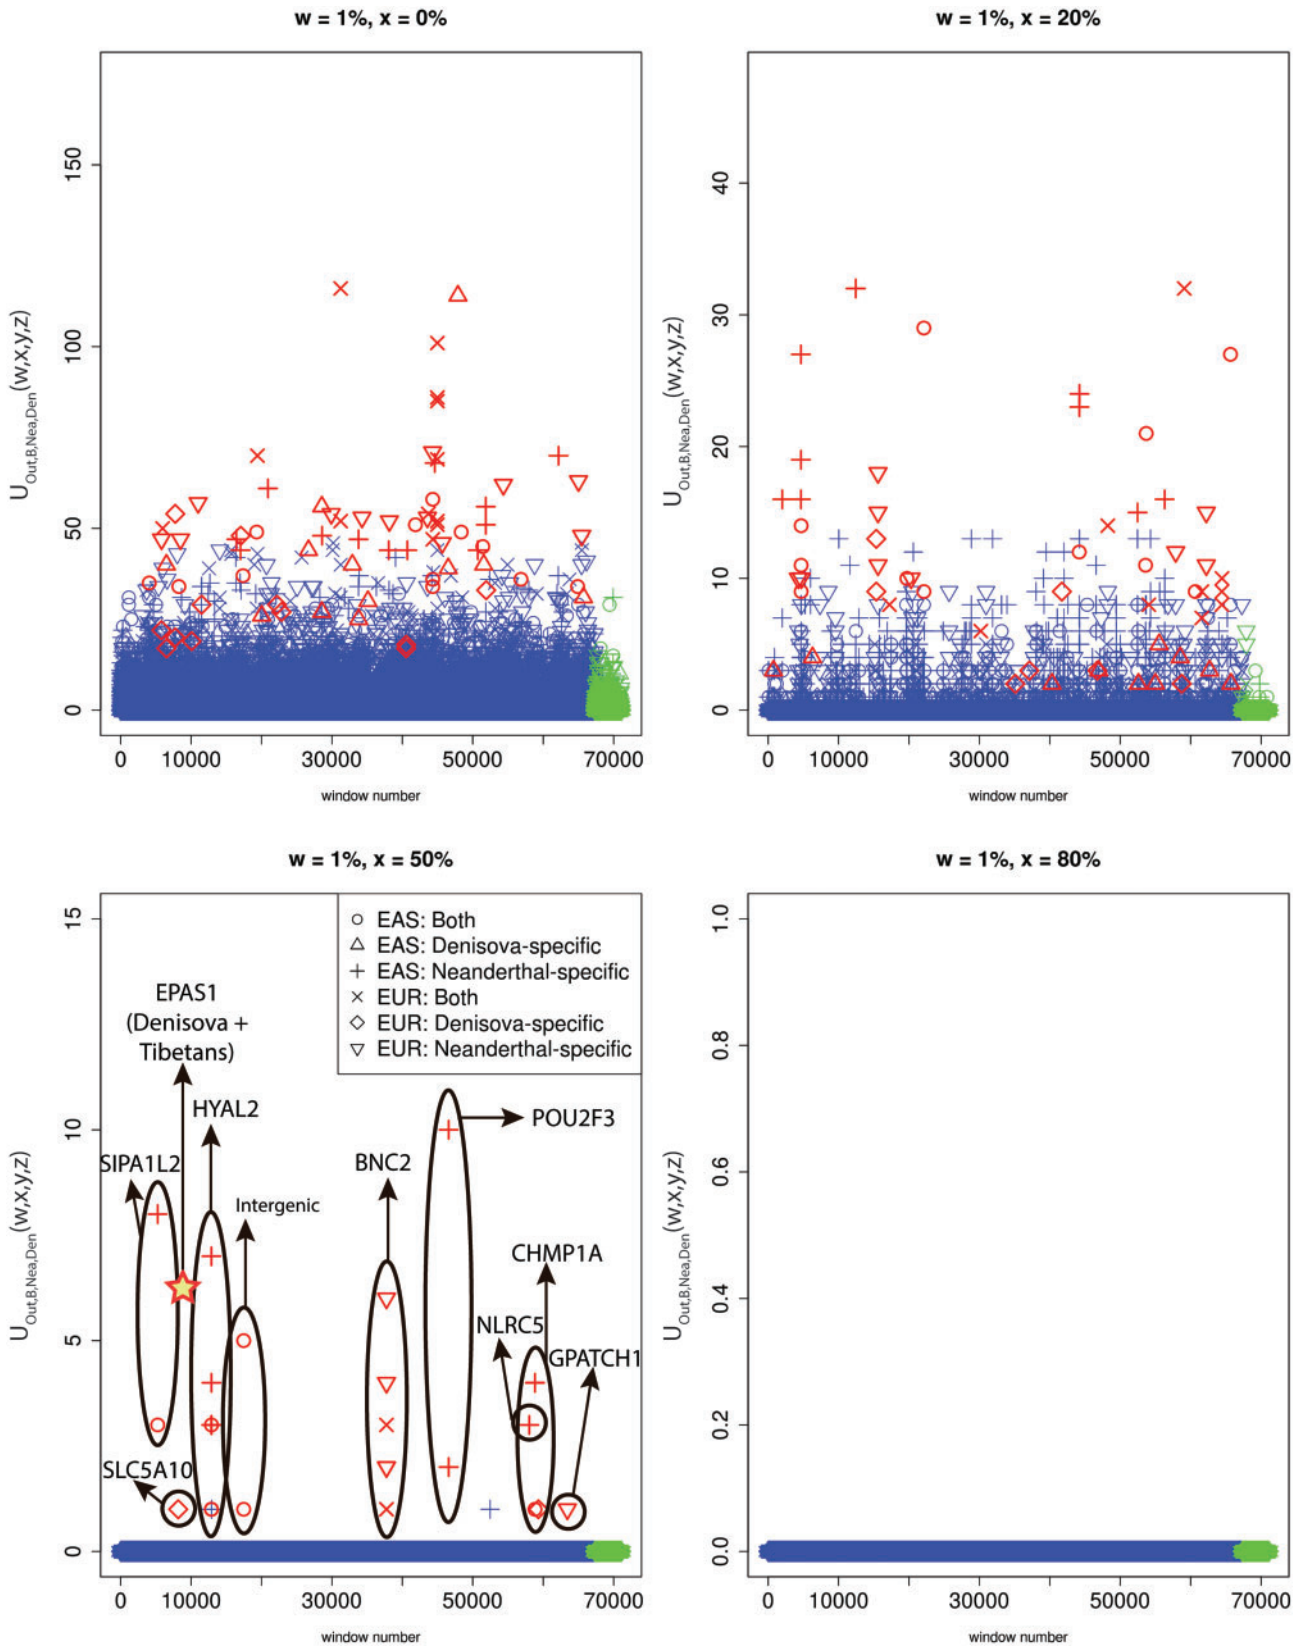 w = 1%, x = 0%
U Out,B,Nea,Den (w,x,y,z)
150
100
50
0
0 10000 30000 50000 70000
window number
w = 1%, x = 20%
U Out,B,Nea,Den (w,x,y,z)
40
30
20
10
0
0 10000 30000 50000 70000
window number
w = 1%, x = 50%
U Out,B,Nea,Den (w,x,y,z)
15
10
5
0
EAS: Both
EAS: Denisova-specific
EAS: Neanderthal-specific
EUR: Both
EUR: Denisova-specific
EUR: Neanderthal-specific
EPAS1
(Denisova +
Tibetans)
HYAL2
SIPA1L2
Intergenic
BNC2
POU2F3
CHMP1A
NLRC5
GPATCH1
SLC5A10
0 10000 30000 50000 70000
window number
w = 1%, x = 80%
U Out,B,Nea,Den (w,x,y,z)
1.0
0.8
0.6
0.4
0.2
0.0
0 10000 30000 50000 70000
window number